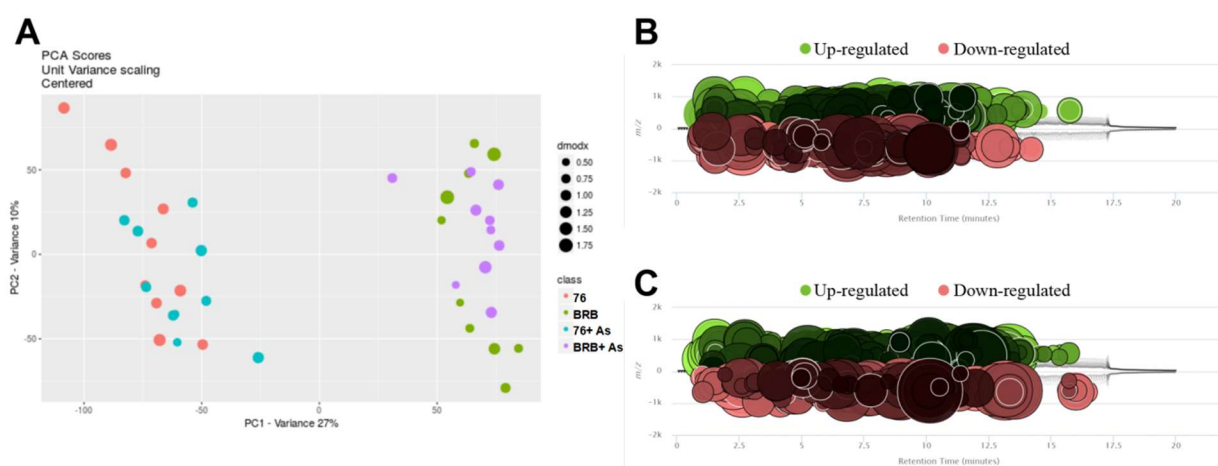 A
PCA Scores
Unit Variance scaling
Centered
50
0
-50
PC2 - Variance 10%
-100
-50
0
50
PC1 - Variance 27%
dmodx
0.50
0.75
1.00
1.25
1.50
1.75
class
76
BRB
76+ As
BRB+ As
B
Up-regulated Down-regulated
2k
1k
0
-1k
-2k
m/z
0 2.5 5 7.5 10 12.5 15 17.5 20
Retention Time (minutes)
C
Up-regulated Down-regulated
2k
1k
0
-1k
-2k
m/z
0 2.5 5 7.5 10 12.5 15 17.5 20
Retention Time (minutes)